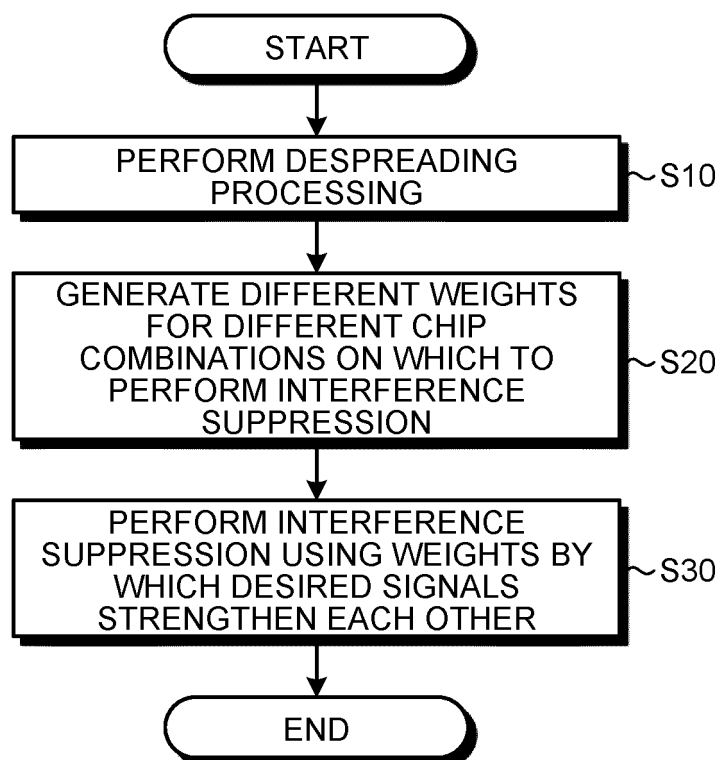 START
PERFORM DESPREADING
PROCESSING
S10
GENERATE DIFFERENT WEIGHTS
FOR DIFFERENT CHIP
COMBINATIONS ON WHICH TO
PERFORM INTERFERENCE
SUPPRESSION
S20
PERFORM INTERFERENCE
SUPPRESSION USING WEIGHTS BY
WHICH DESIRED SIGNALS
STRENGTHEN EACH OTHER
S30
END